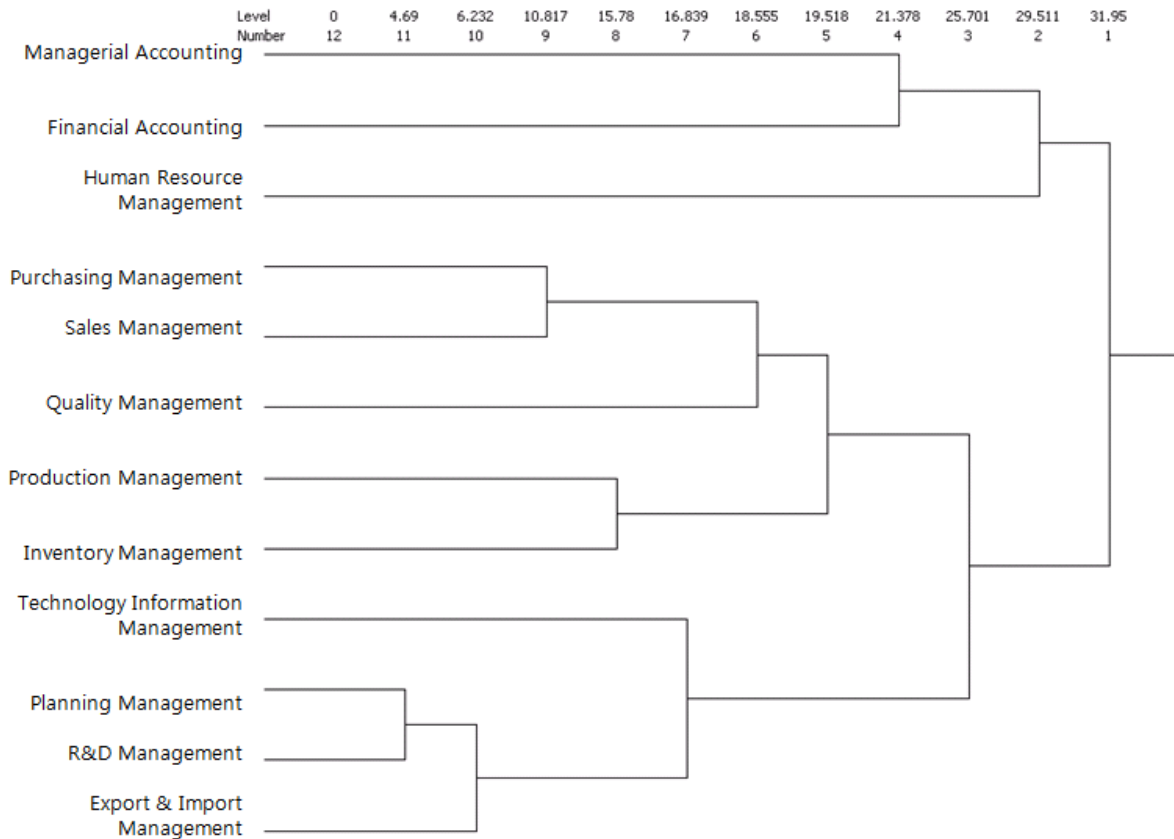 Level 0 4.69 6.232 10.817 15.78 16.839 18.555 19.518 21.378 25.701 29.511 31.95
Number 12 11 10 9 8 7 6 5 4 3 2 1
Managerial Accounting
Financial Accounting
Human Resource
Management
Purchasing Management
Sales Management
Quality Management
Production Management
Inventory Management
Technology Information
Management
Planning Management
R&D Management
Export & Import
Management